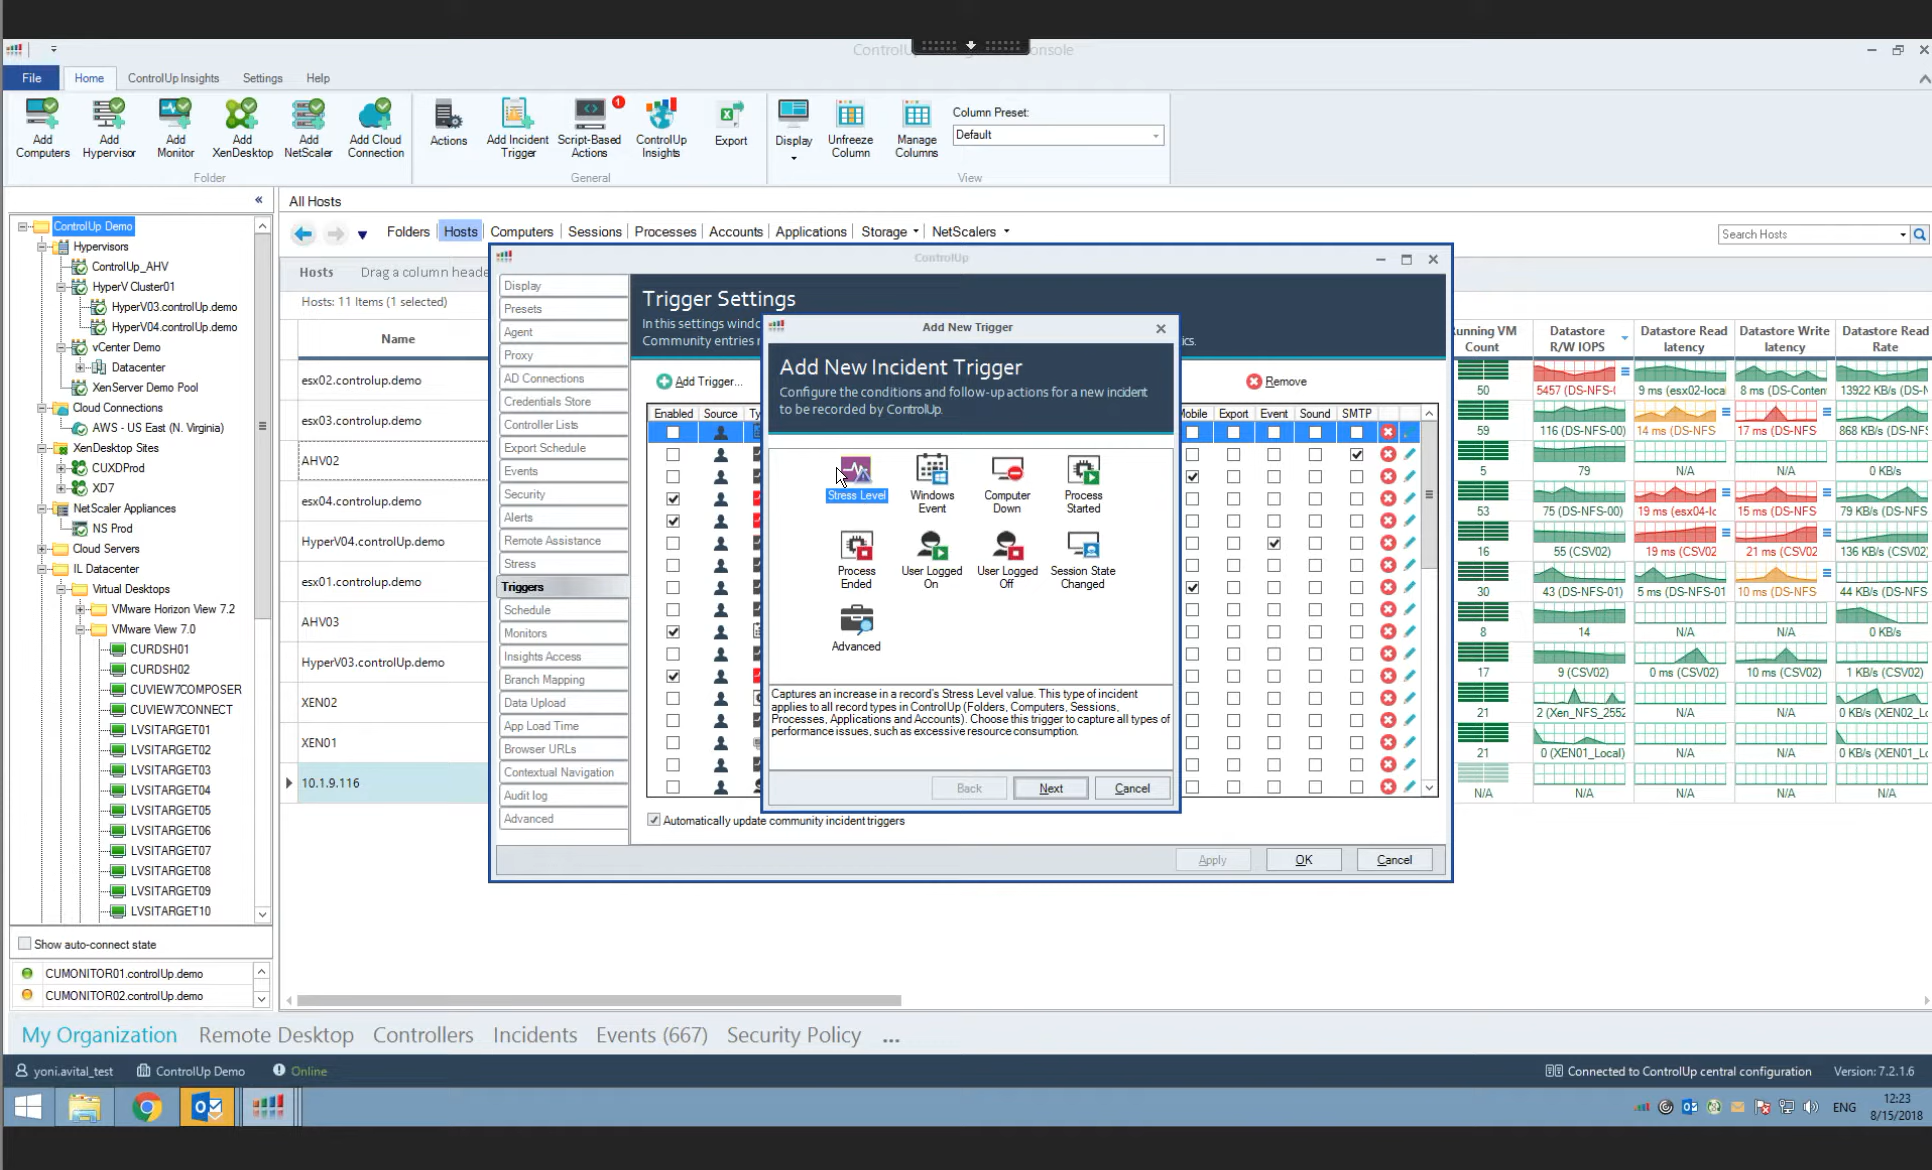 ControlU
onsole
File
Home
ControlUp Insights
Settings
Help
Add Computers
Add Hypervisor
Add Monitor
Add XenDesktop
Add NetScaler
Add Cloud Connection
Folder
Actions
Add Incident Trigger
Script-Based Actions
1
ControlUp Insights
Export
General
Display
Unfreeze Column
Manage Columns
Column Preset:
Default
View
«
ControlUp Demo
Hypervisors
ControlUp_AHV
HyperV Cluster01
HyperV03.controlUp.demo
HyperV04.controlUp.demo
vCenter Demo
Datacenter
XenServer Demo Pool
Cloud Connections
AWS - US East (N. Virginia)
XenDesktop Sites
CUXDProd
XD7
NetScaler Appliances
NS Prod
Cloud Servers
IL Datacenter
Virtual Desktops
VMware Horizon View 7.2
VMware View 7.0
CURDSH01
CURDSH02
CUVIEW7COMPOSER
CUVIEW7CONNECT
LVSITARGET01
LVSITARGET02
LVSITARGET03
LVSITARGET04
LVSITARGET05
LVSITARGET06
LVSITARGET07
LVSITARGET08
LVSITARGET09
LVSITARGET10
Show auto-connect state
CUMONITOR01.controlUp.demo
CUMONITOR02.controlUp.demo
All Hosts
Folders
Hosts
Computers
Sessions
Processes
Accounts
Applications
Storage
NetScalers
Search Hosts
Hosts
Drag a column heade
Hosts: 11 Items (1 selected)
Name
esx02.controlup.demo
esx03.controlup.demo
AHV02
esx04.controlup.demo
HyperV04.controlUp.demo
esx01.controlup.demo
AHV03
HyperV03.controlUp.demo
XEN02
XEN01
10.1.9.116
ControlUp
Display
Presets
Agent
Proxy
AD Connections
Credentials Store
Controller Lists
Export Schedule
Events
Security
Alerts
Remote Assistance
Stress
Triggers
Schedule
Monitors
Insights Access
Branch Mapping
Data Upload
App Load Time
Browser URLs
Contextual Navigation
Audit log
Advanced
Trigger Settings
In this settings windo
Community entries
cs.
Add Trigger...
Remove
Enabled Source Ty
Mobile Export Event Sound SMTP
Automatically update community incident triggers
Apply
OK
Cancel
Add New Trigger
Add New Incident Trigger
Configure the conditions and follow-up actions for a new incident
to be recorded by ControlUp.
Stress Level
Windows Event
Computer Down
Process Started
Process Ended
User Logged On
User Logged Off
Session State Changed
Advanced
Captures an increase in a record's Stress Level value. This type of incident
applies to all record types in ControlUp (Folders, Computers, Sessions,
Processes, Applications and Accounts). Choose this trigger to capture all types of
performance issues, such as excessive resource consumption.
Back
Next
Cancel
unning VM Count
Datastore R/W IOPS
Datastore Read latency
Datastore Write latency
Datastore Read Rate
50 5457 (DS-NFS-( 9 ms (esx02-local 8 ms (DS-Conten 13922 KB/s (DS-N
59 116 (DS-NFS-00) 14 ms (DS-NFS- 17 ms (DS-NFS- 868 KB/s (DS-NFS
5 79 N/A N/A 0 KB/s
53 75 (DS-NFS-00) 19 ms (esx04-lc 15 ms (DS-NFS- 79 KB/s (DS-NFS
16 55 (CSV02) 19 ms (CSV02 21 ms (CSV02 136 KB/s (CSV02)
30 43 (DS-NFS-01) 5 ms (DS-NFS-01 10 ms (DS-NFS 44 KB/s (DS-NFS-
8 14 N/A N/A 0 KB/s
17 9 (CSV02) 0 ms (CSV02) 10 ms (CSV02) 1 KB/s (CSV02)
21 2 (Xen_NFS_2552 N/A N/A 0 KB/s (XEN02_Lo
21 0 (XEN01_Local) N/A N/A 0 KB/s (XEN01_Lo
N/A N/A N/A N/A N/A
My Organization
Remote Desktop
Controllers
Incidents
Events (667)
Security Policy
...
yoni.avital_test
ControlUp Demo
Online
Connected to ControlUp central configuration
Version: 7.2.1.6
ENG
12:23
8/15/2018